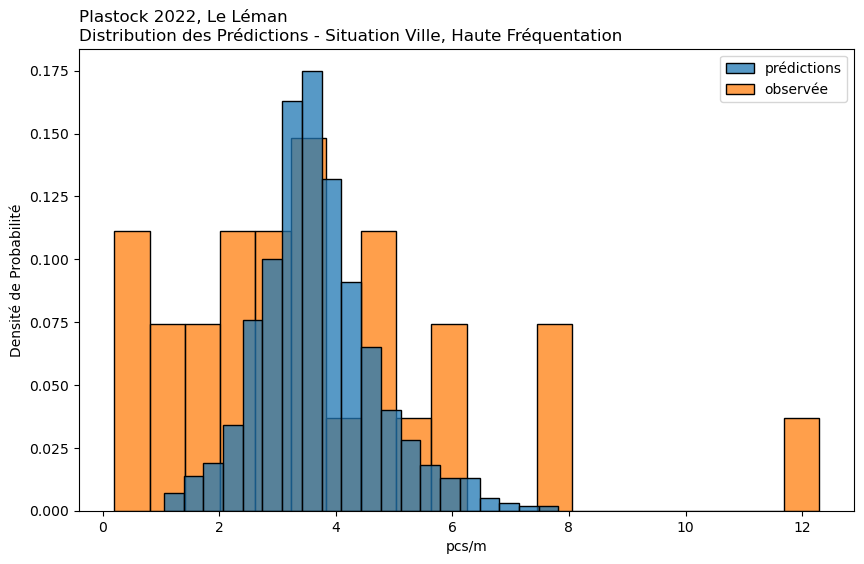 Plastock 2022, Le Léman
Distribution des Prédictions - Situation Ville, Haute Fréquentation
prédictions
observée
Densité de Probabilité
0.175
0.150
0.125
0.100
0.075
0.050
0.025
0.000
0 2 4 6 8 10 12
pcs/m